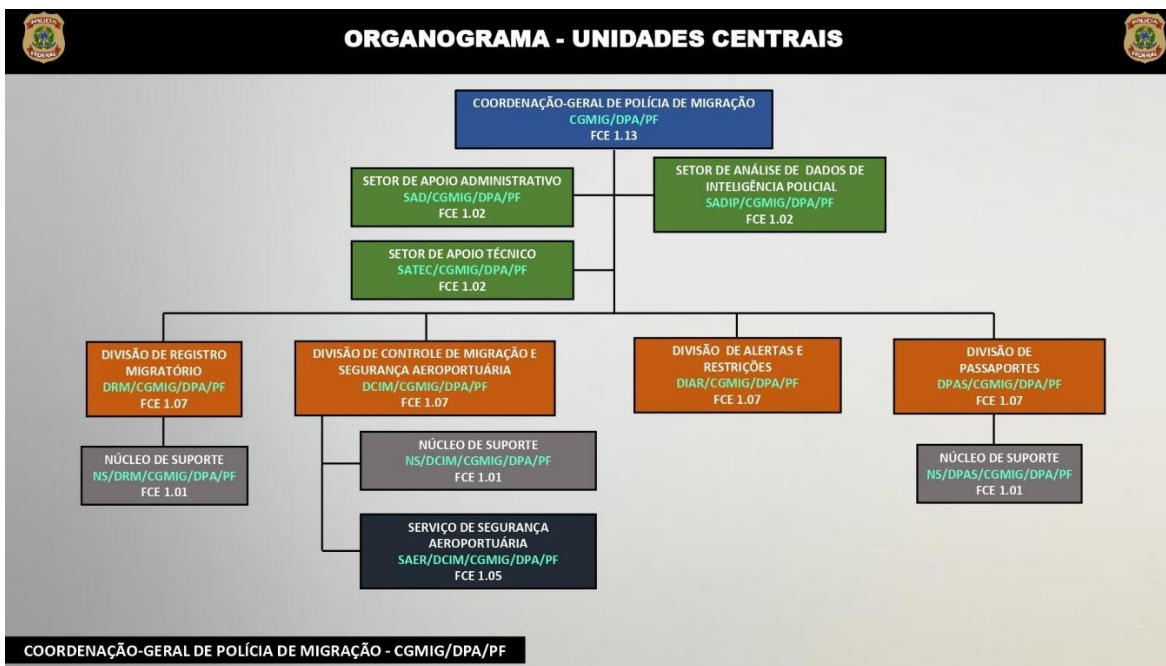 POLÍCIA
FEDERAL
ORGANOGRAMA - UNIDADES CENTRAIS
POLÍCIA
FEDERAL
COORDENAÇÃO-GERAL DE POLÍCIA DE MIGRAÇÃO
CGMIG/DPA/PF
FCE 1.13
SETOR DE APOIO ADMINISTRATIVO
SAD/CGMIG/DPA/PF
FCE 1.02
SETOR DE ANÁLISE DE DADOS DE
INTELIGÊNCIA POLICIAL
SADIP/CGMIG/DPA/PF
FCE 1.02
SETOR DE APOIO TÉCNICO
SATEC/CGMIG/DPA/PF
FCE 1.02
DIVISÃO DE REGISTRO
MIGRATÓRIO
DRM/CGMIG/DPA/PF
FCE 1.07
DIVISÃO DE CONTROLE DE MIGRAÇÃO E
SEGURANÇA AEROPORTUÁRIA
DCIM/CGMIG/DPA/PF
FCE 1.07
DIVISÃO DE ALERTAS E
RESTRIÇÕES
DIAR/CGMIG/DPA/PF
FCE 1.07
DIVISÃO DE
PASSAPORTES
DPAS/CGMIG/DPA/PF
FCE 1.07
NÚCLEO DE SUPORTE
NS/DRM/CGMIG/DPA/PF
FCE 1.01
NÚCLEO DE SUPORTE
NS/DCIM/CGMIG/DPA/PF
FCE 1.01
NÚCLEO DE SUPORTE
NS/DPAS/CGMIG/DPA/PF
FCE 1.01
SERVIÇO DE SEGURANÇA
AEROPORTUÁRIA
SAER/DCIM/CGMIG/DPA/PF
FCE 1.05
COORDENAÇÃO-GERAL DE POLÍCIA DE MIGRAÇÃO - CGMIG/DPA/PF